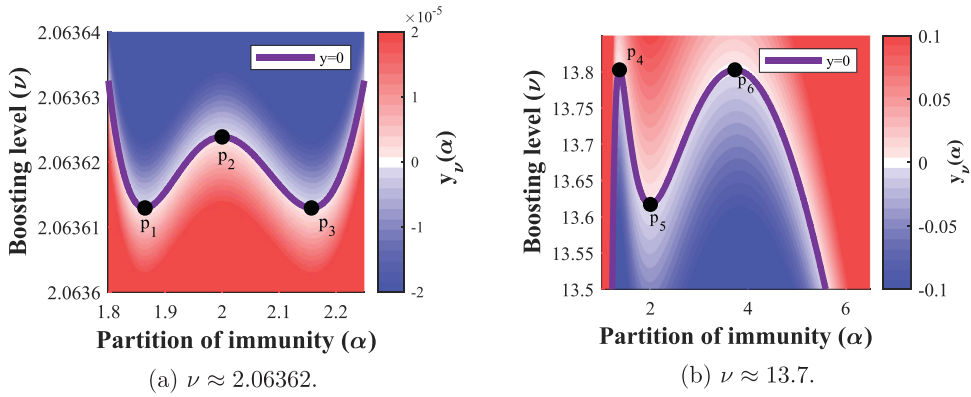 ×10⁻⁵
2.06364
2.06363
2.06362
2.06361
2.0636
Boosting level (ν)
y=0
p₁
p₂
p₃
1.8
1.9
2
2.1
2.2
Partition of immunity (α)
2
1
0
-1
-2
y_ν(α)
(a) ν ≈ 2.06362.
13.8
13.75
13.7
13.65
13.6
13.55
13.5
Boosting level (ν)
y=0
p₄
p₅
p₆
2
4
6
Partition of immunity (α)
0.1
0.05
0
-0.05
-0.1
y_ν(α)
(b) ν ≈ 13.7.